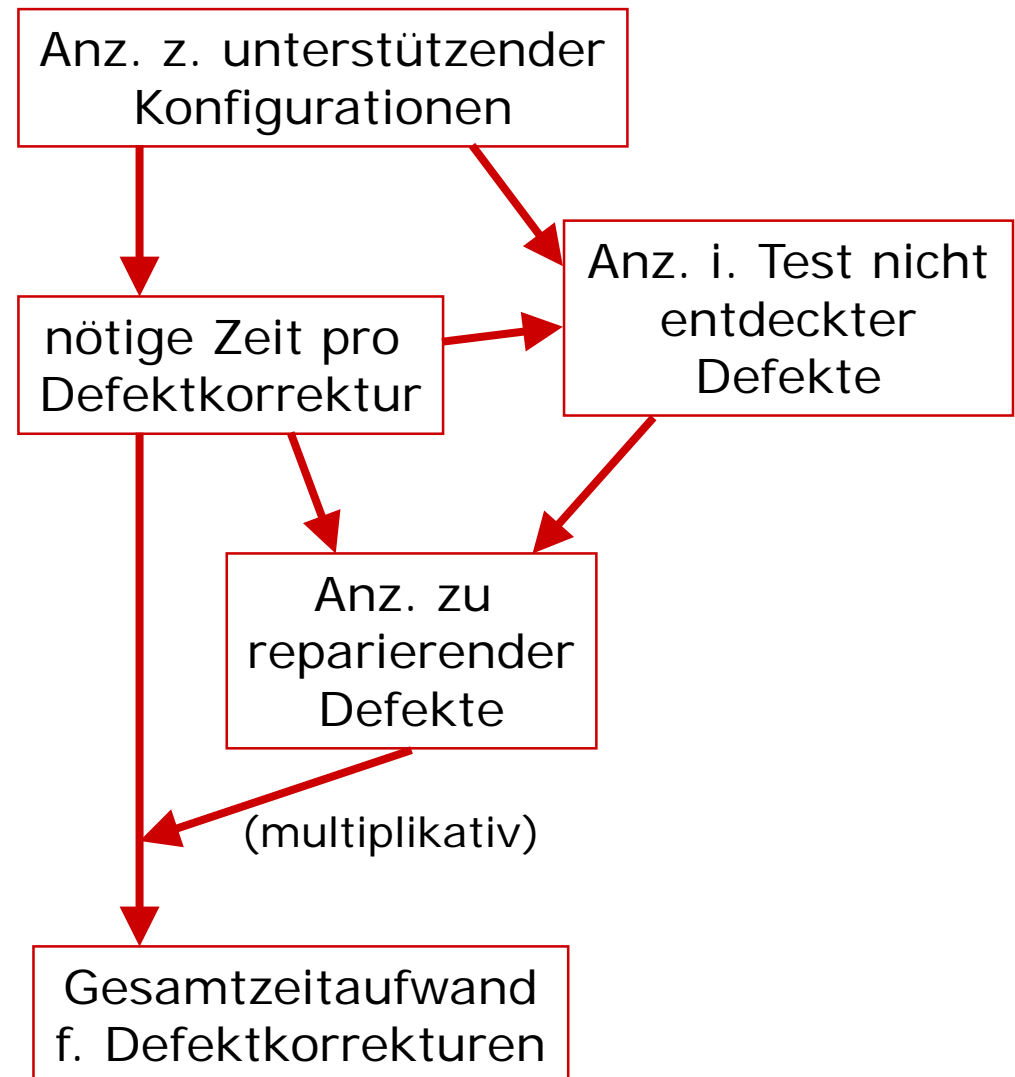 Anz. z. unterstützender
Konfigurationen
Anz. i. Test nicht
entdeckter
Defekte
nötige Zeit pro
Defektkorrektur
Anz. zu
reparierender
Defekte
(multiplikativ)
Gesamtzeitaufwand
f. Defektkorrekturen